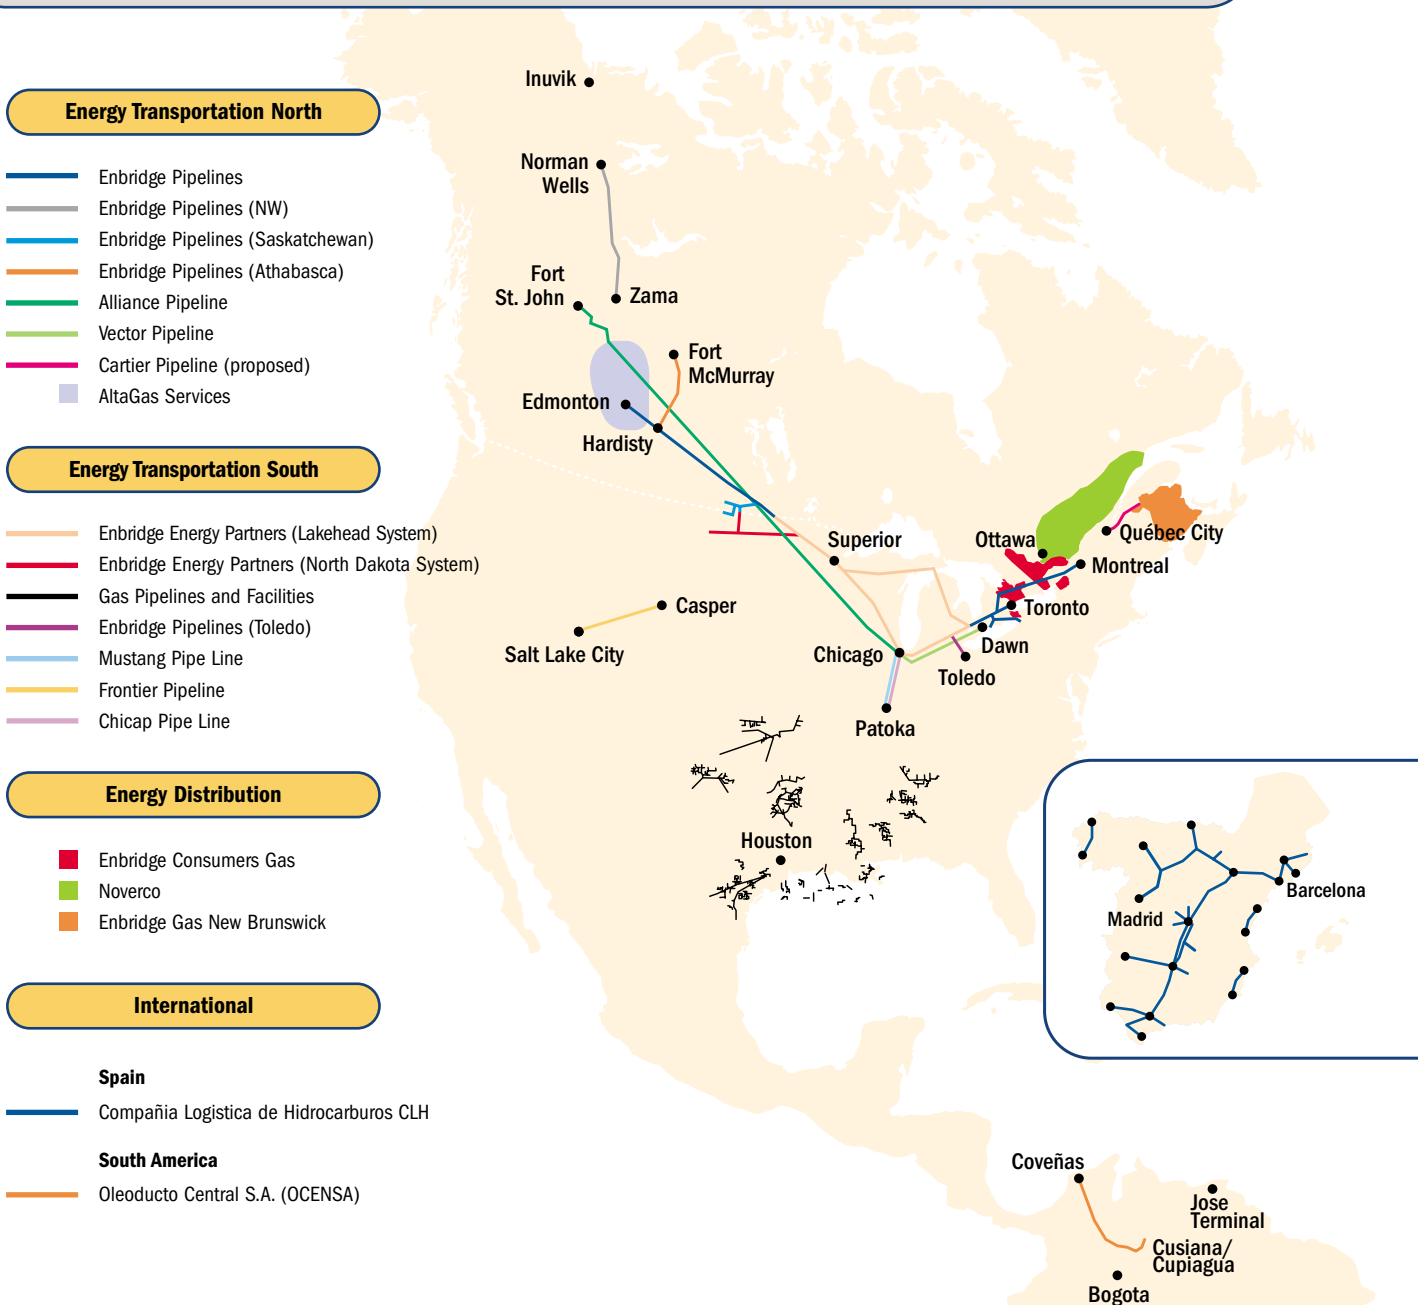 Energy Transportation North
Enbridge Pipelines
Enbridge Pipelines (NW)
Enbridge Pipelines (Saskatchewan)
Enbridge Pipelines (Athabasca)
Alliance Pipeline
Vector Pipeline
Cartier Pipeline (proposed)
AltaGas Services
Energy Transportation South
Enbridge Energy Partners (Lakehead System)
Enbridge Energy Partners (North Dakota System)
Gas Pipelines and Facilities
Enbridge Pipelines (Toledo)
Mustang Pipe Line
Frontier Pipeline
Chicap Pipe Line
Energy Distribution
Enbridge Consumers Gas
Noverco
Enbridge Gas New Brunswick
International
Spain
Compañia Logistica de Hidrocarburos CLH
South America
Oleoducto Central S.A. (OCENSA)
Inuvik
Norman
Wells
Fort
St. John
Zama
Fort
McMurray
Edmonton
Hardisty
Superior
Ottawa
Québec City
Montreal
Toronto
Dawn
Toledo
Chicago
Patoka
Casper
Salt Lake City
Houston
Barcelona
Madrid
Coveñas
Jose
Terminal
Cusiana/
Cupiagua
Bogota